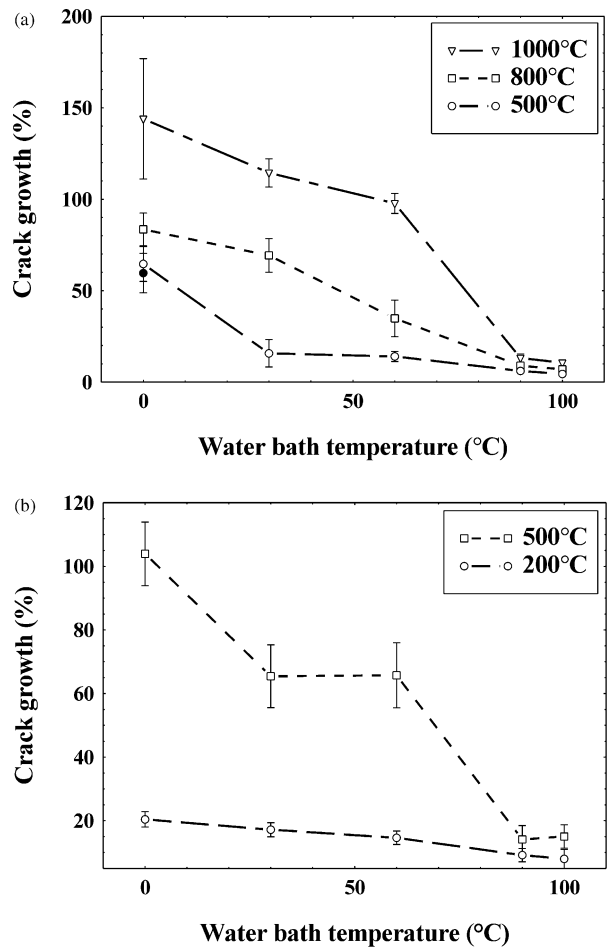 (a)
200
150
100
50
0
Crack growth (%)
1000°C
800°C
500°C
0 50 100
Water bath temperature (°C)
(b)
120
100
80
60
40
20
Crack growth (%)
500°C
200°C
0 50 100
Water bath temperature (°C)